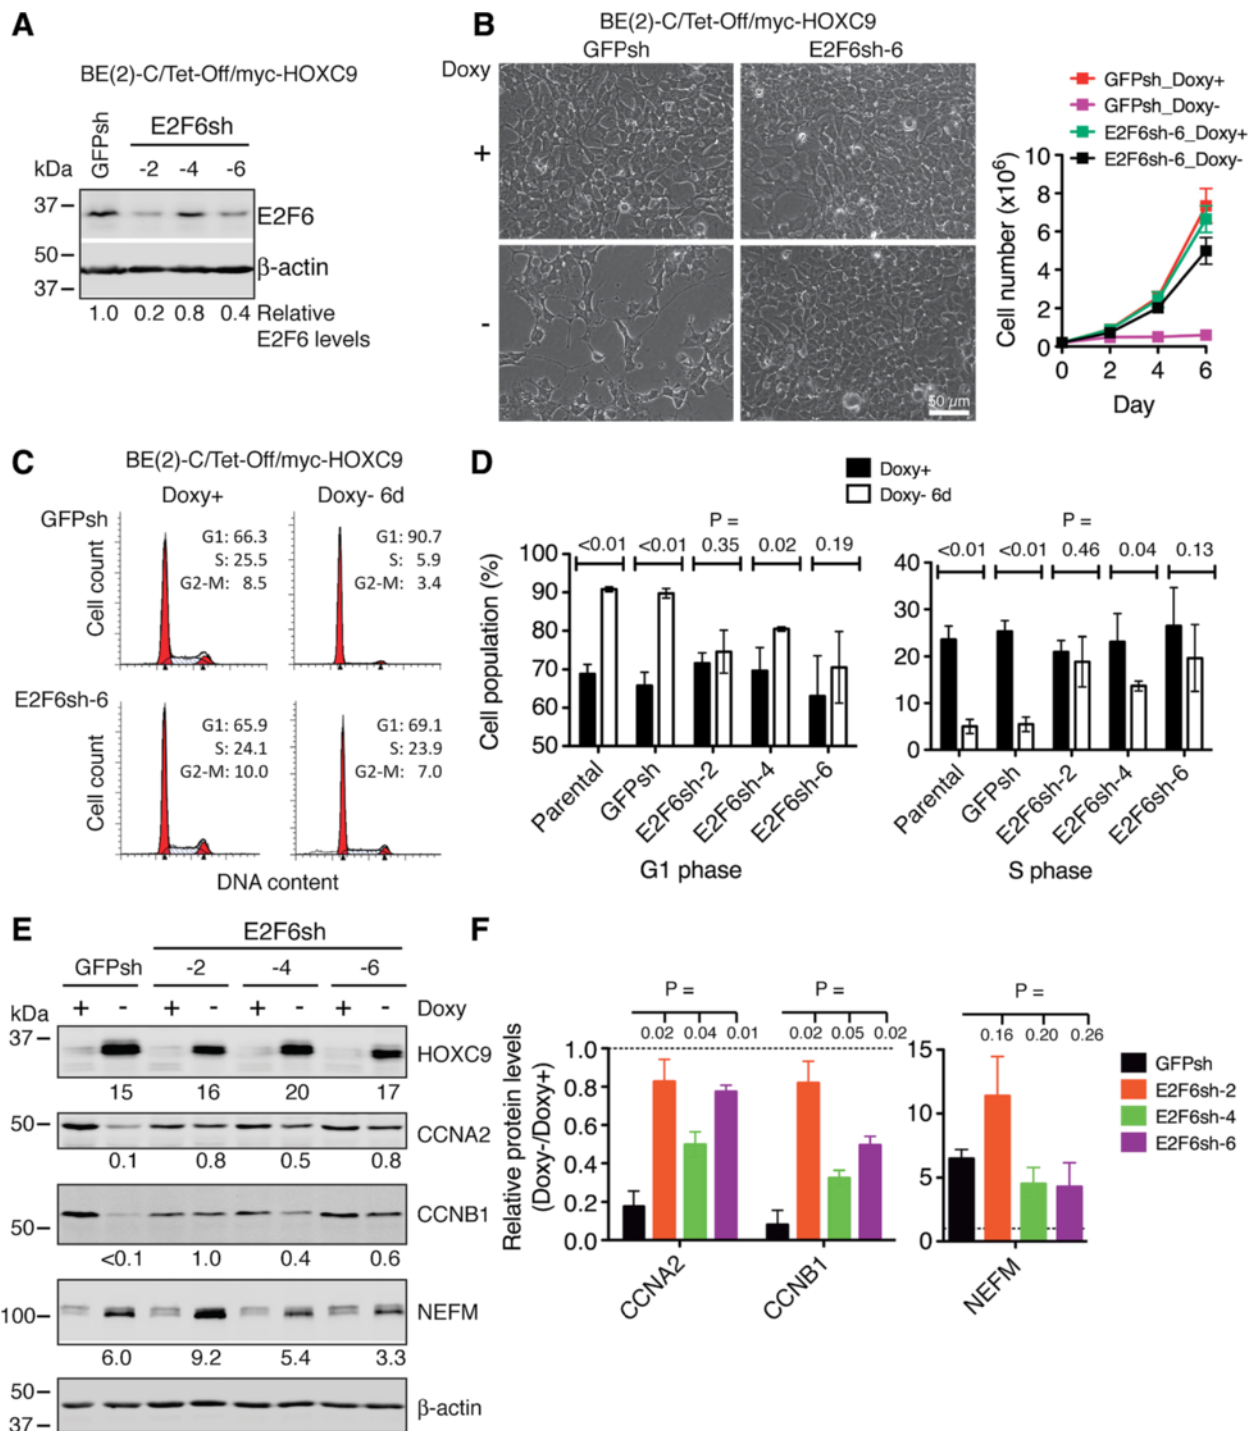 A
BE(2)-C/Tet-Off/myc-HOXC9
GFPsh
E2F6sh
kDa
-2 -4 -6
37
E2F6
50
β-actin
37
1.0 0.2 0.8 0.4 Relative
E2F6 levels
B
BE(2)-C/Tet-Off/myc-HOXC9
GFPsh E2F6sh-6
Doxy
+
-
50 µm
GFPsh_Doxy+
GFPsh_Doxy-
E2F6sh-6_Doxy+
E2F6sh-6_Doxy-
Cell number (x10⁶)
10
8
6
4
2
0
0 2 4 6
Day
C
BE(2)-C/Tet-Off/myc-HOXC9
Doxy+ Doxy- 6d
GFPsh
Cell count
G1: 66.3
S: 25.5
G2-M: 8.5
G1: 90.7
S: 5.9
G2-M: 3.4
E2F6sh-6
Cell count
G1: 65.9
S: 24.1
G2-M: 10.0
G1: 69.1
S: 23.9
G2-M: 7.0
DNA content
D
Doxy+
Doxy- 6d
P =
<0.01 <0.01 0.35 0.02 0.19
Cell population (%)
100
90
80
70
60
50
Parental GFPsh E2F6sh-2 E2F6sh-4 E2F6sh-6
G1 phase
P =
<0.01 <0.01 0.46 0.04 0.13
40
30
20
10
0
Parental GFPsh E2F6sh-2 E2F6sh-4 E2F6sh-6
S phase
E
E2F6sh
GFPsh -2 -4 -6
kDa
+ - + - + - + - Doxy
37
HOXC9
15 16 20 17
50
CCNA2
0.1 0.8 0.5 0.8
CCNB1
50
<0.1 1.0 0.4 0.6
100
NEFM
6.0 9.2 5.4 3.3
50
β-actin
37
F
P = P = P =
0.02 0.04 0.01 0.02 0.05 0.02
0.16 0.20 0.26
Relative protein levels
(Doxy-/Doxy+)
1.0
0.8
0.6
0.4
0.2
0.0
CCNA2 CCNB1
15
10
5
0
NEFM
GFPsh
E2F6sh-2
E2F6sh-4
E2F6sh-6